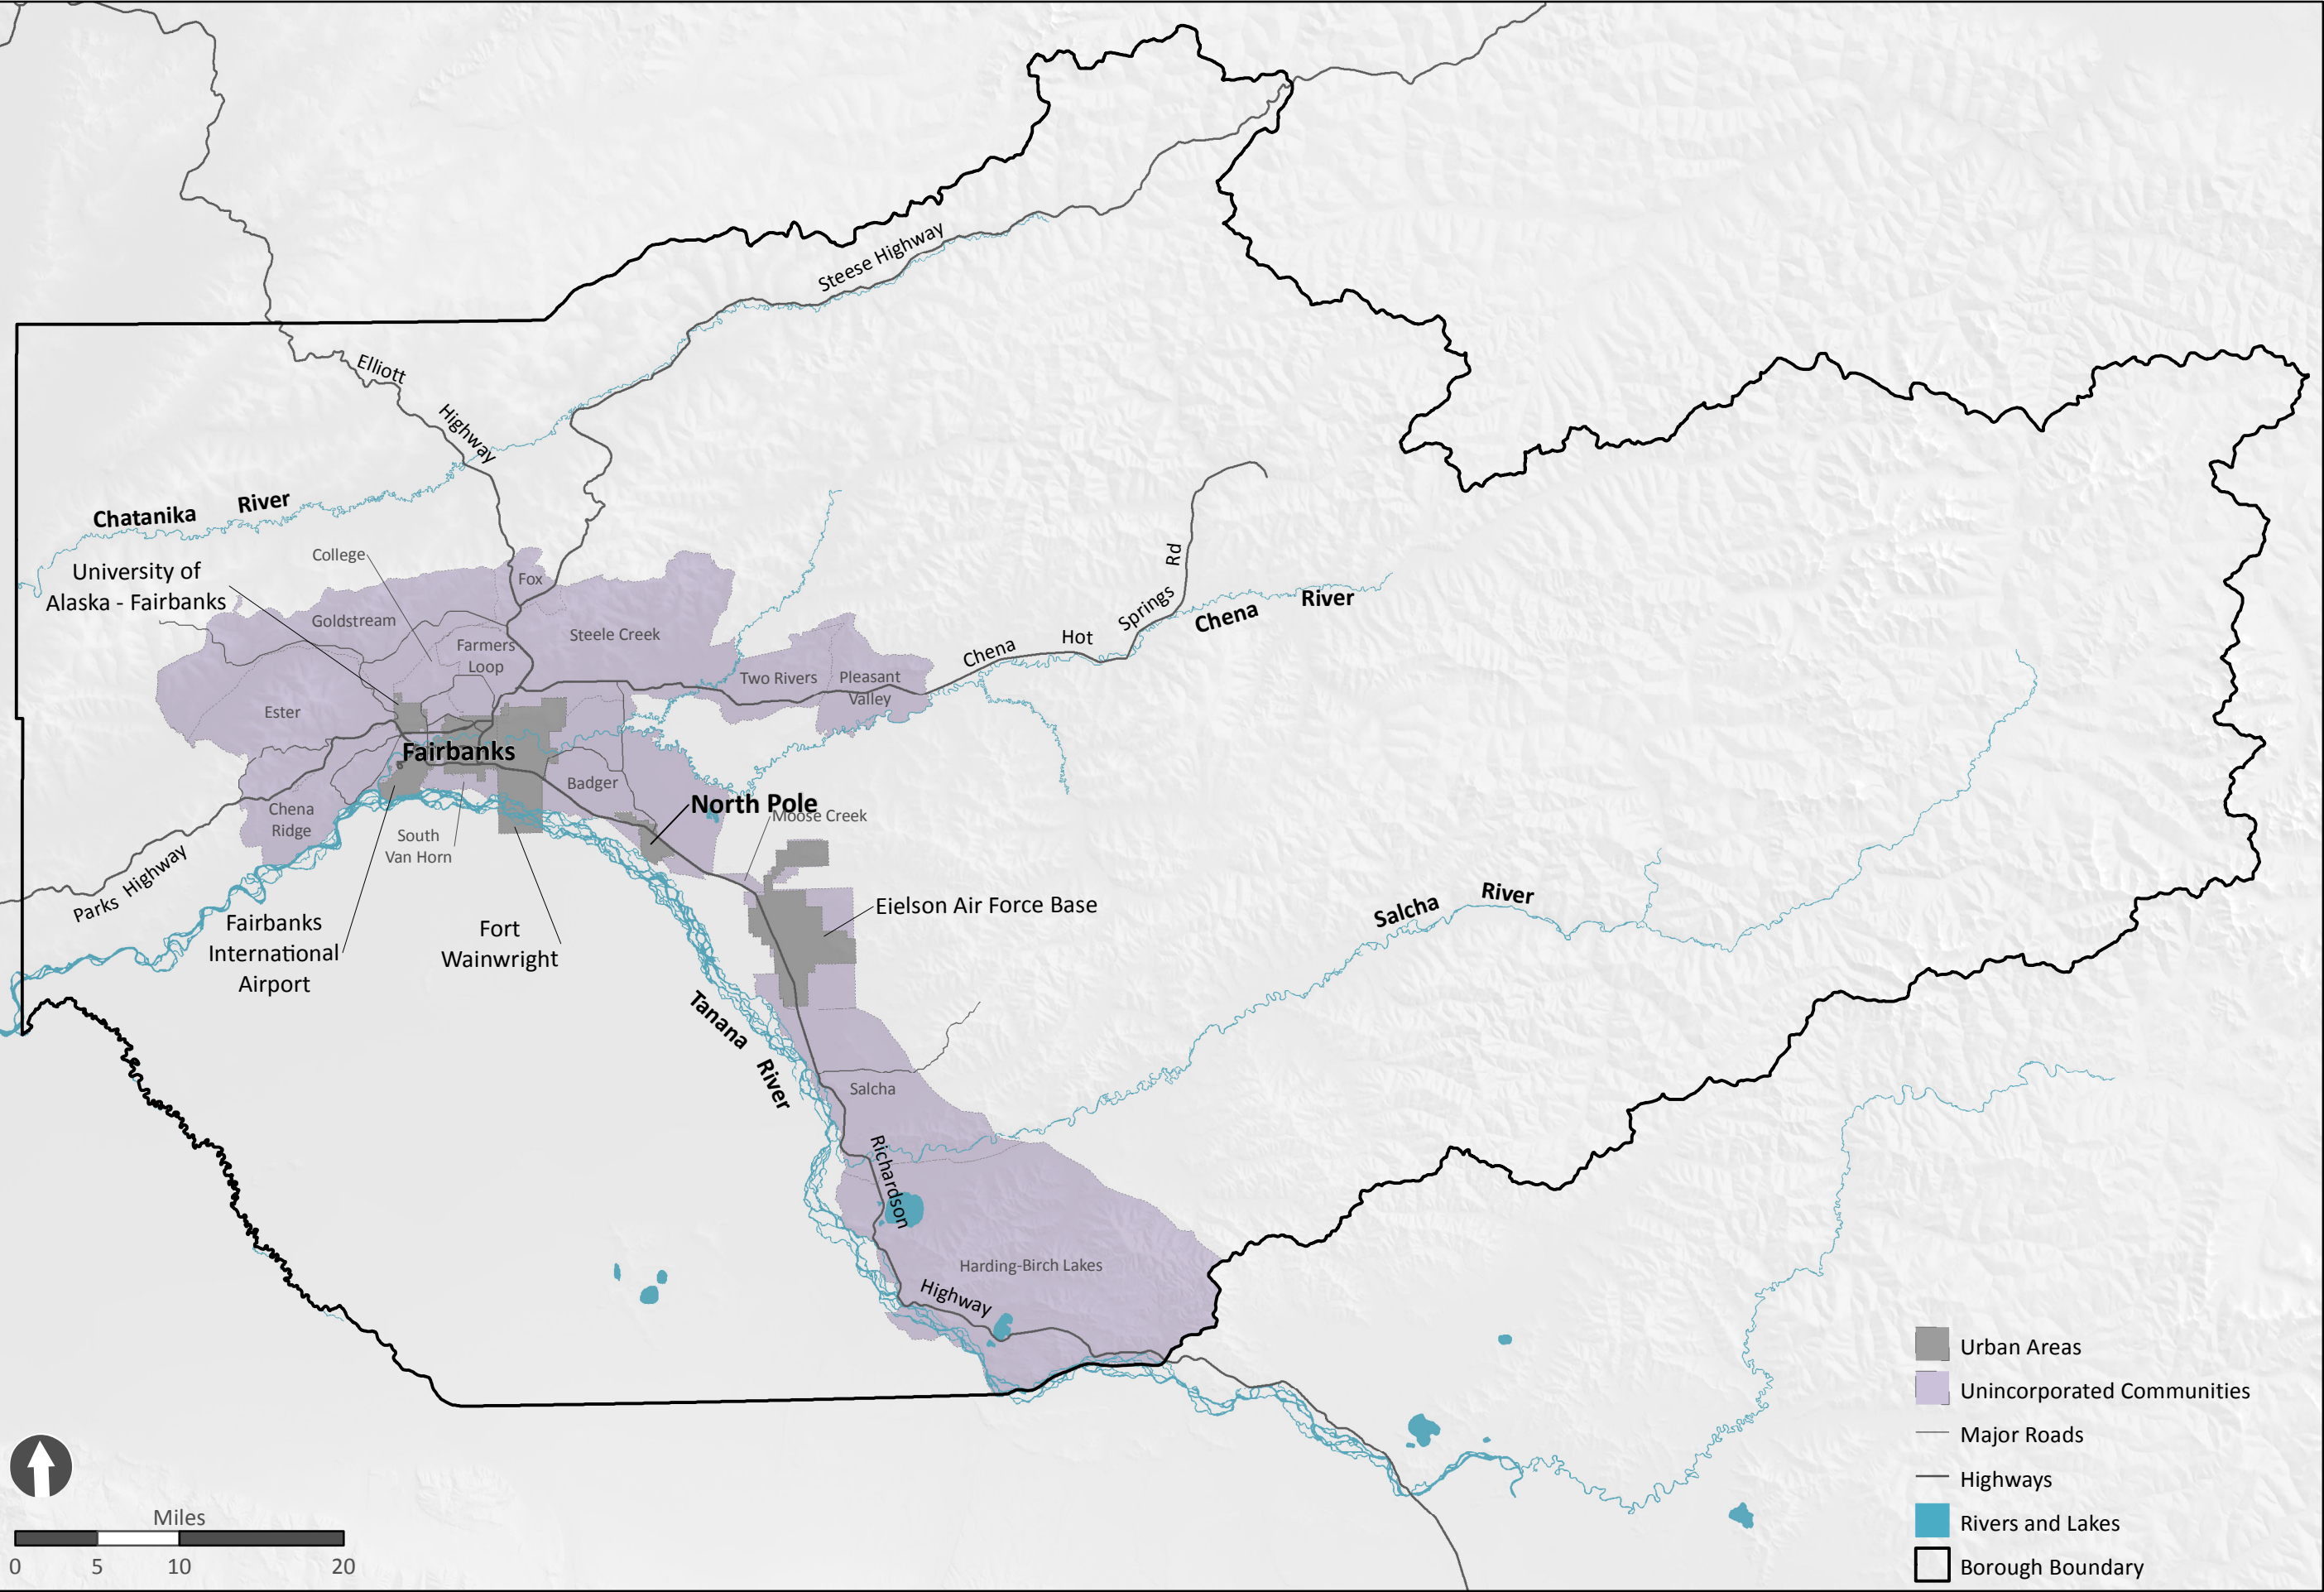 Steese Highway
Elliott
Highway
Chatanika River
College
University of
Alaska - Fairbanks
Fox
Goldstream
Farmers
Loop
Steele Creek
Two Rivers
Pleasant
Valley
Chena Hot Springs Rd
Chena River
Ester
Fairbanks
Badger
North Pole
Moose Creek
Chena
Ridge
South
Van Horn
Parks Highway
Fairbanks
International
Airport
Fort
Wainwright
Eielson Air Force Base
Salcha River
Tanana River
Salcha
Richardson
Highway
Harding-Birch Lakes
Miles
0 5 10 20
Urban Areas
Unincorporated Communities
Major Roads
Highways
Rivers and Lakes
Borough Boundary